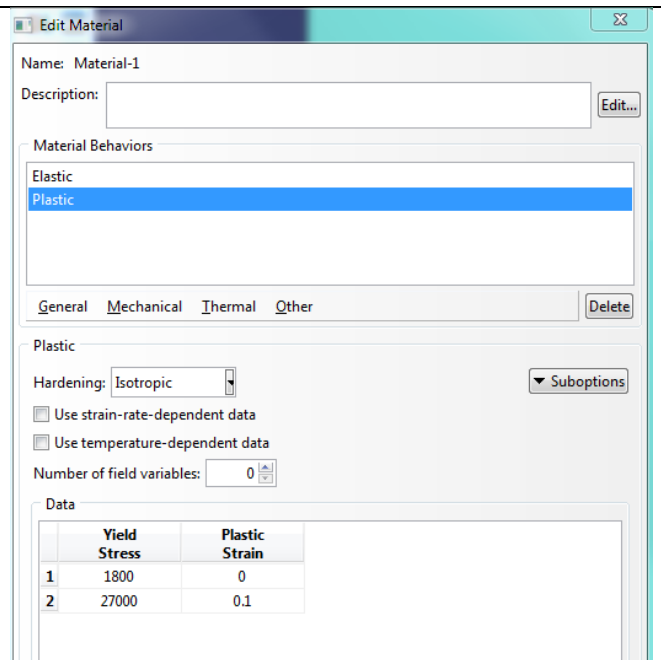 Edit Material
Name: Material-1
Description:
Edit...
Material Behaviors
Elastic
Plastic
General Mechanical Thermal Other Delete
Plastic
Hardening: Isotropic Suboptions
Use strain-rate-dependent data
Use temperature-dependent data
Number of field variables: 0
Data
Yield Plastic
Stress Strain
1 1800 0
2 27000 0.1